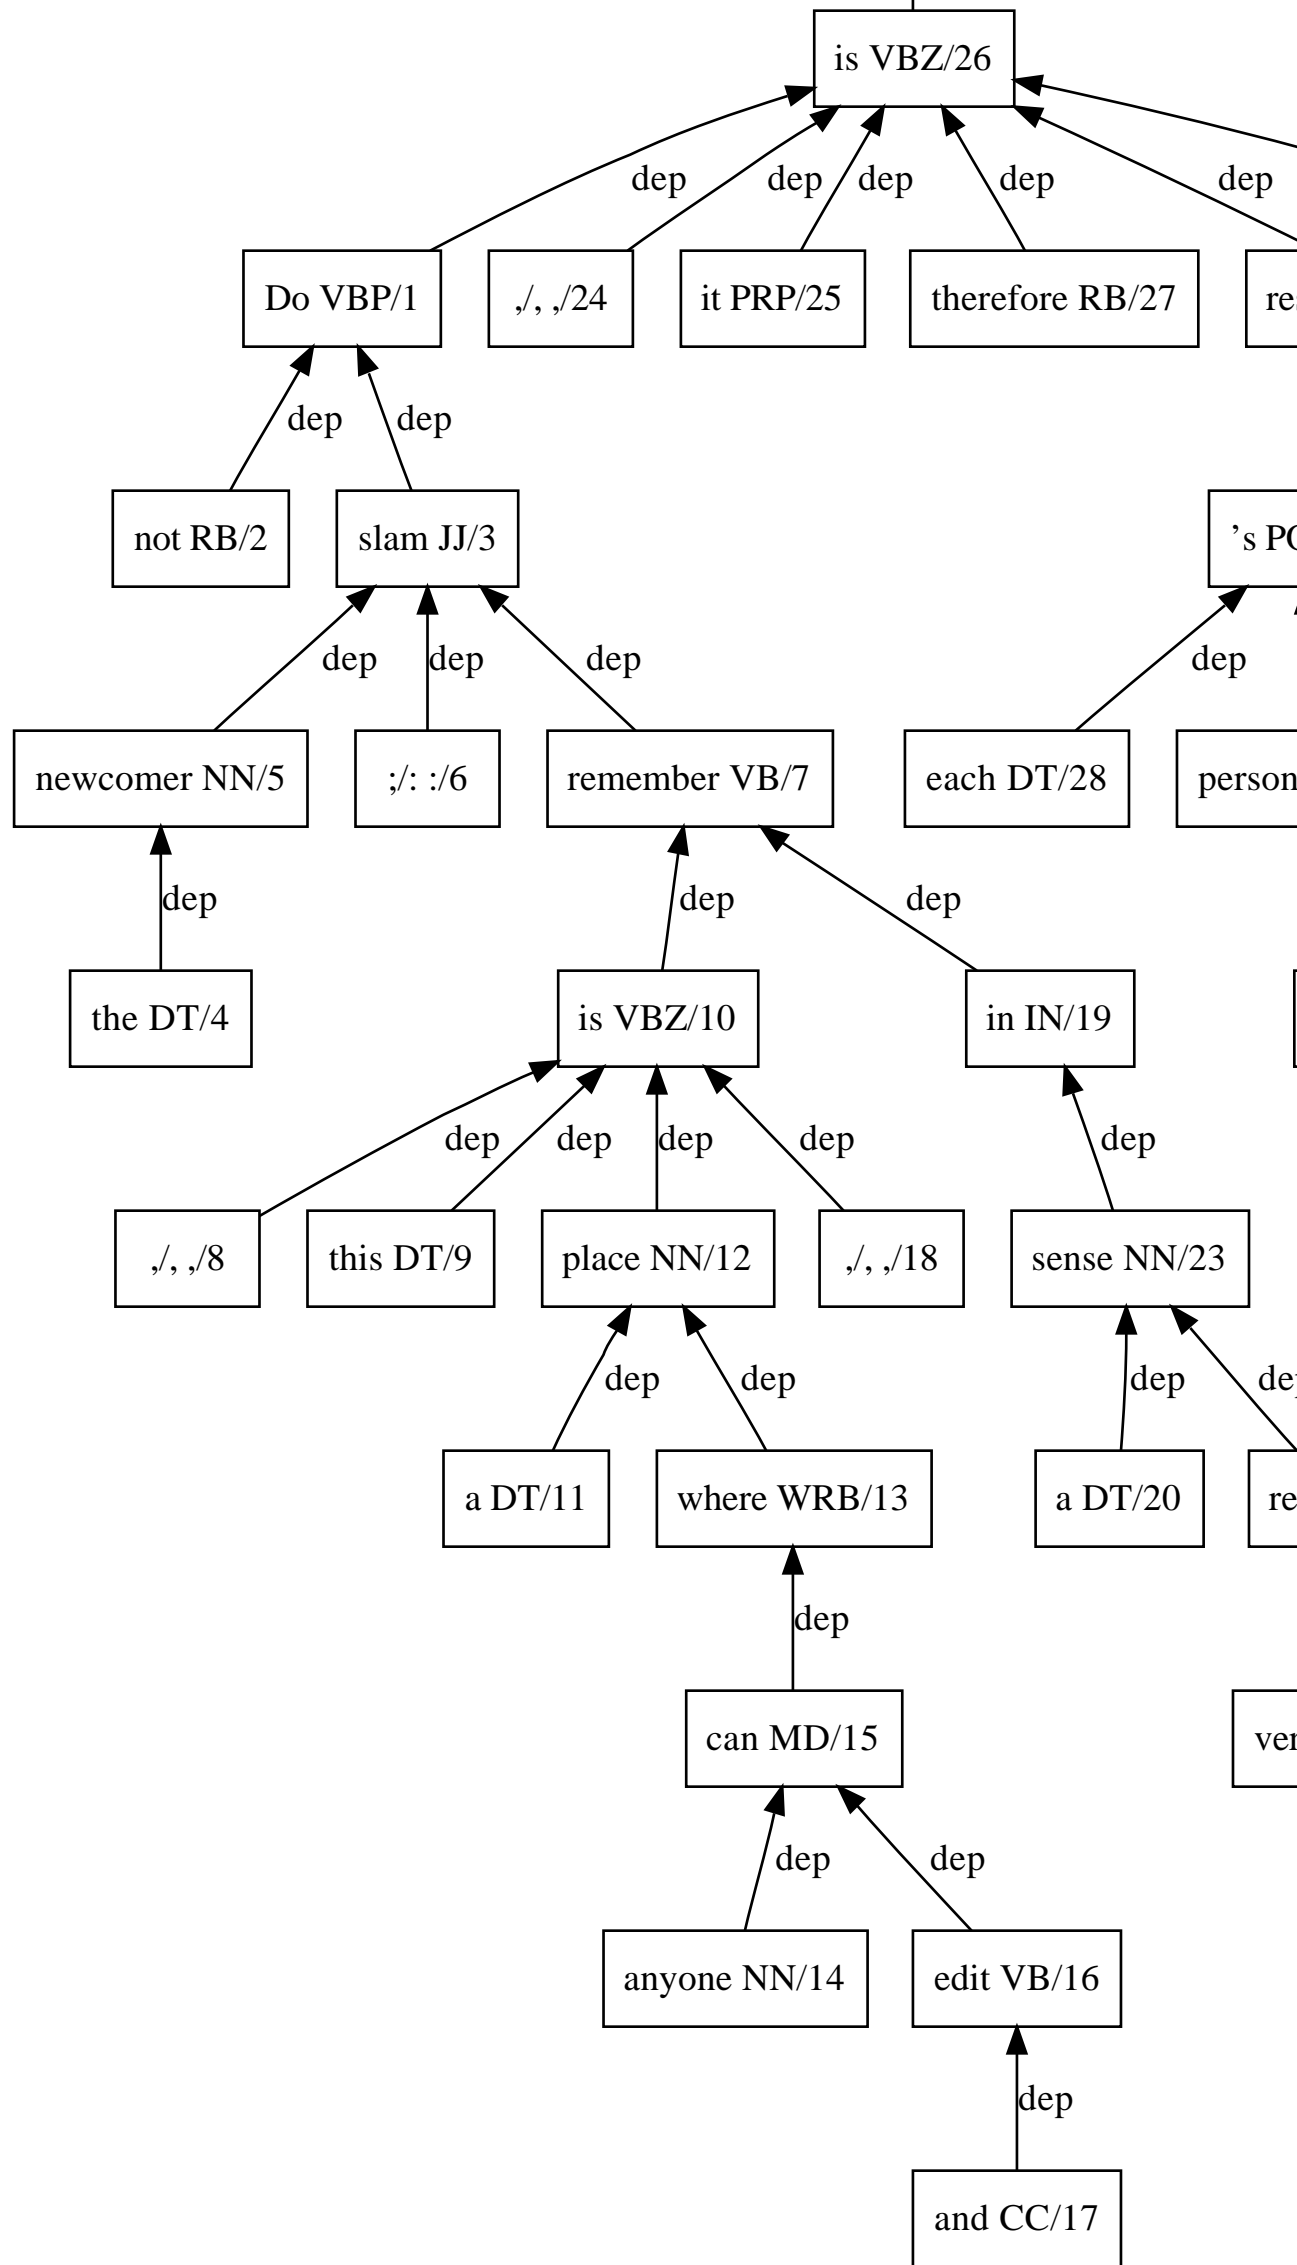 is VBZ/26
dep dep dep dep dep
Do VBP/1 ,/, ,/24 it PRP/25 therefore RB/27
dep dep
not RB/2 slam JJ/3 ’s
dep dep dep dep
newcomer NN/5 ;/: :/6 remember VB/7 each DT/28 person
dep dep dep
the DT/4 is VBZ/10 in IN/19
dep dep dep dep dep
,/, ,/8 this DT/9 place NN/12 ,/, ,/18 sense NN/23
dep dep dep
a DT/11 where WRB/13 a DT/20
dep
can MD/15
dep dep
anyone NN/14 edit VB/16
dep
and CC/17